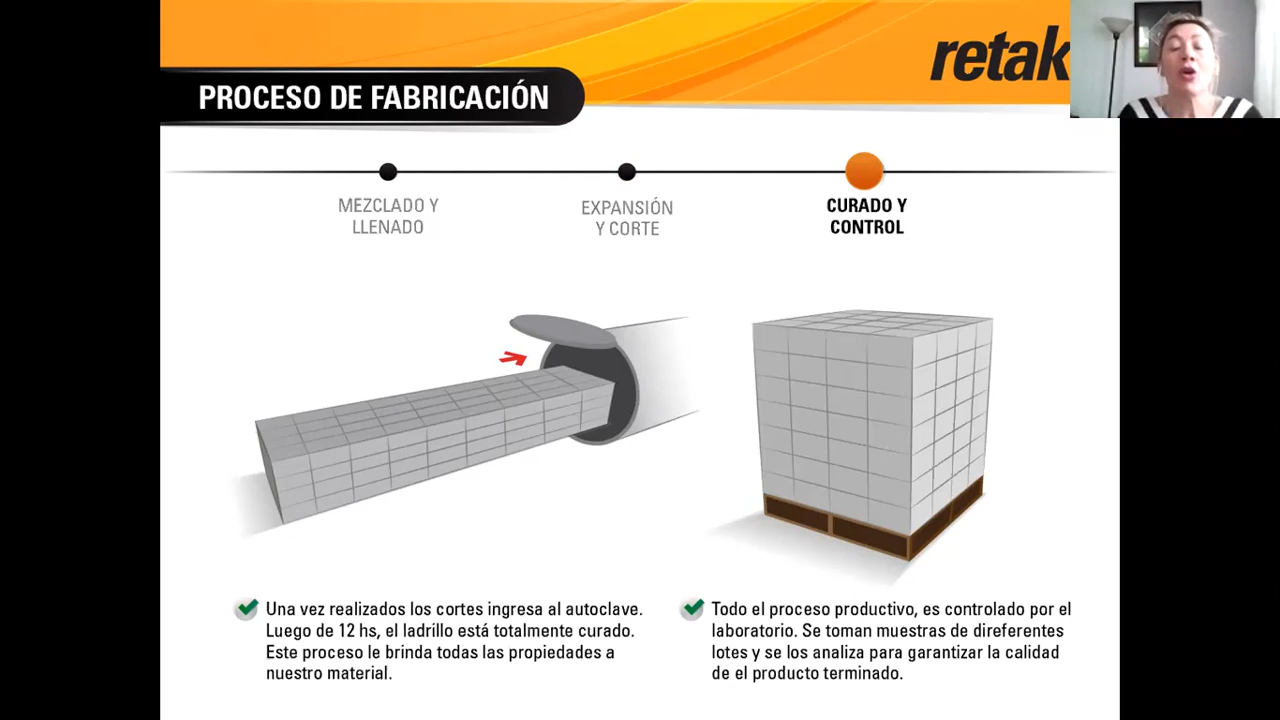 retak
PROCESO DE FABRICACIÓN
MEZCLADO Y
LLENADO
EXPANSIÓN
Y CORTE
CURADO Y
CONTROL
Una vez realizados los cortes ingresa al autoclave.
Luego de 12 hs, el ladrillo está totalmente curado.
Este proceso le brinda todas las propiedades a
nuestro material.
Todo el proceso productivo, es controlado por el
laboratorio. Se toman muestras de direferentes
lotes y se los analiza para garantizar la calidad
de el producto terminado.